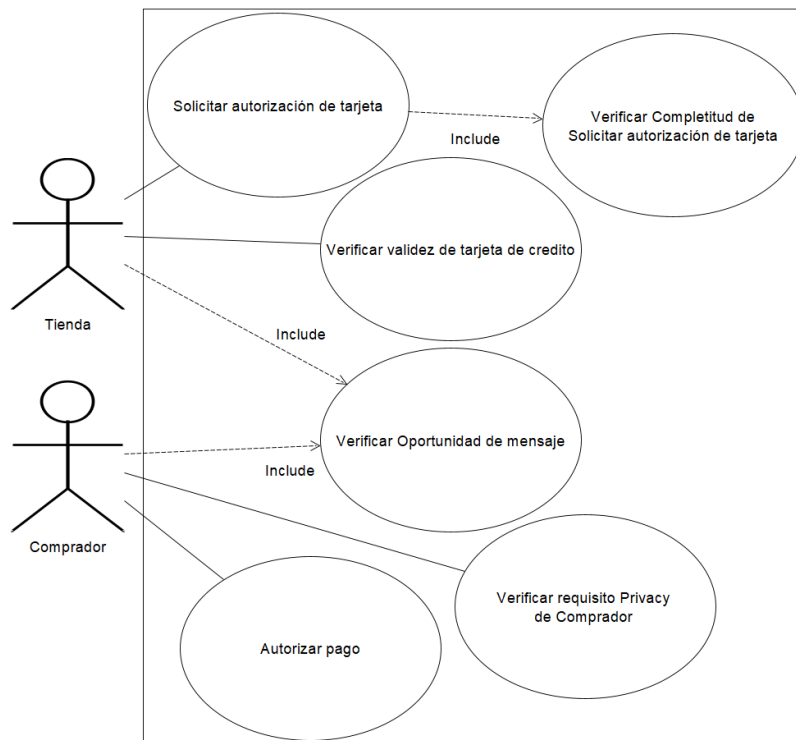 Solicitar autorización de tarjeta
Verificar Completitud de
Solicitar autorización de tarjeta
Include
Verificar validez de tarjeta de credito
Tienda
Include
Verificar Oportunidad de mensaje
Include
Comprador
Verificar requisito Privacy
de Comprador
Autorizar pago